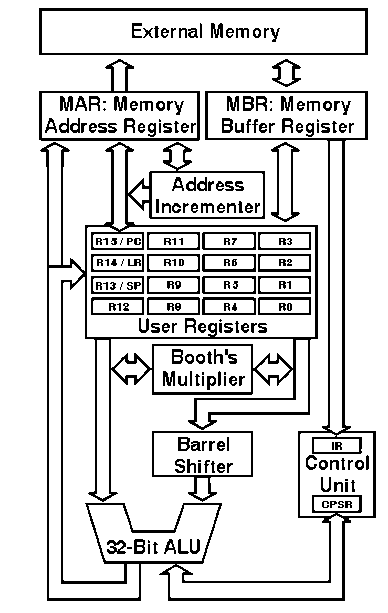 External Memory
MAR: Memory
Address Register
MBR: Memory
Buffer Register
Address
Incrementer
R15 / PC R11 R7 R3
R14 / LR R10 R6 R2
R13 / SP R9 R5 R1
R12 R8 R4 R0
User Registers
Booth's
Multiplier
Barrel
Shifter
IR
Control
Unit
CPSR
32-Bit ALU